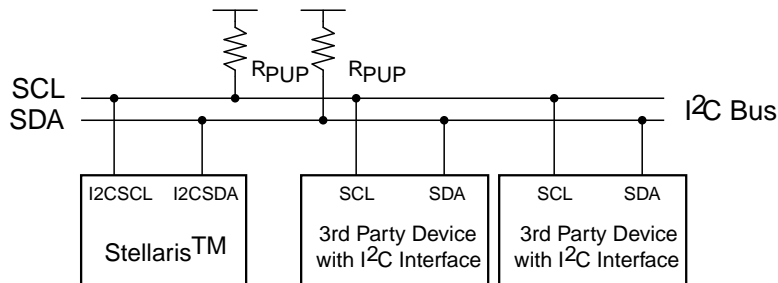 RPUP RPUP
SCL
SDA
I²C Bus
I2CSCL I2CSDA SCL SDA SCL SDA
Stellaris™
3rd Party Device
with I²C Interface
3rd Party Device
with I²C Interface